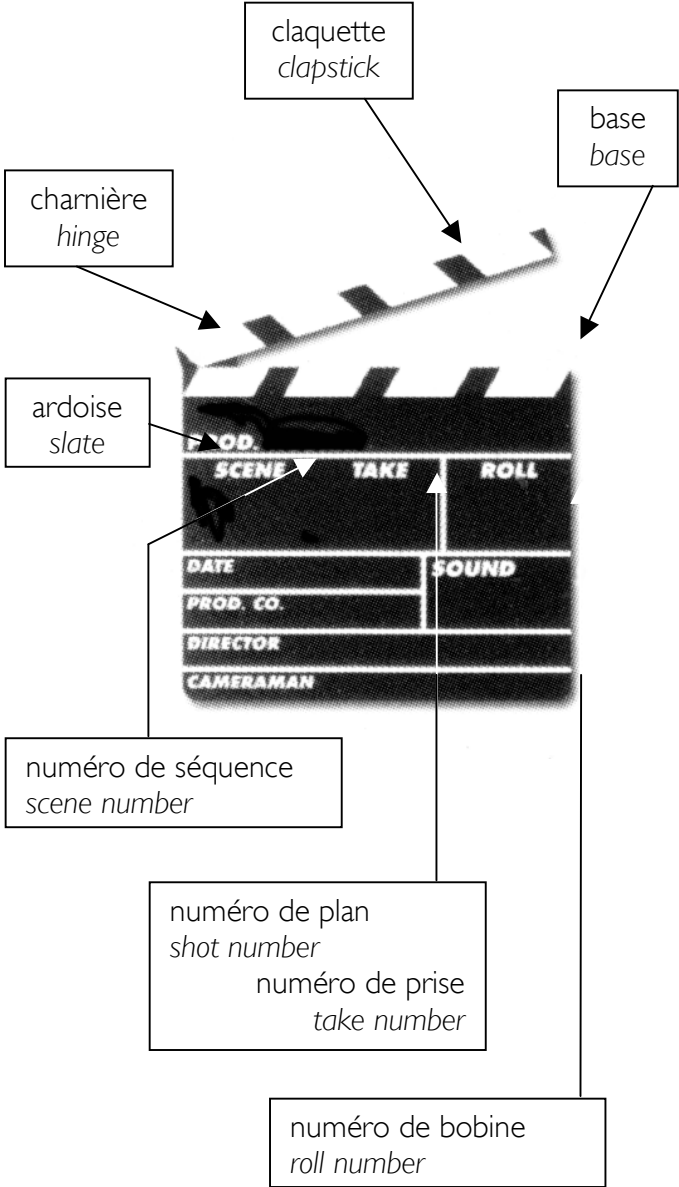 claquette
clapstick
base
base
charnière
hinge
ardoise
slate
PROD.
SCENE TAKE ROLL
DATE
SOUND
PROD. CO.
DIRECTOR
CAMERAMAN
numéro de séquence
scene number
numéro de plan
shot number
numéro de prise
take number
numéro de bobine
roll number